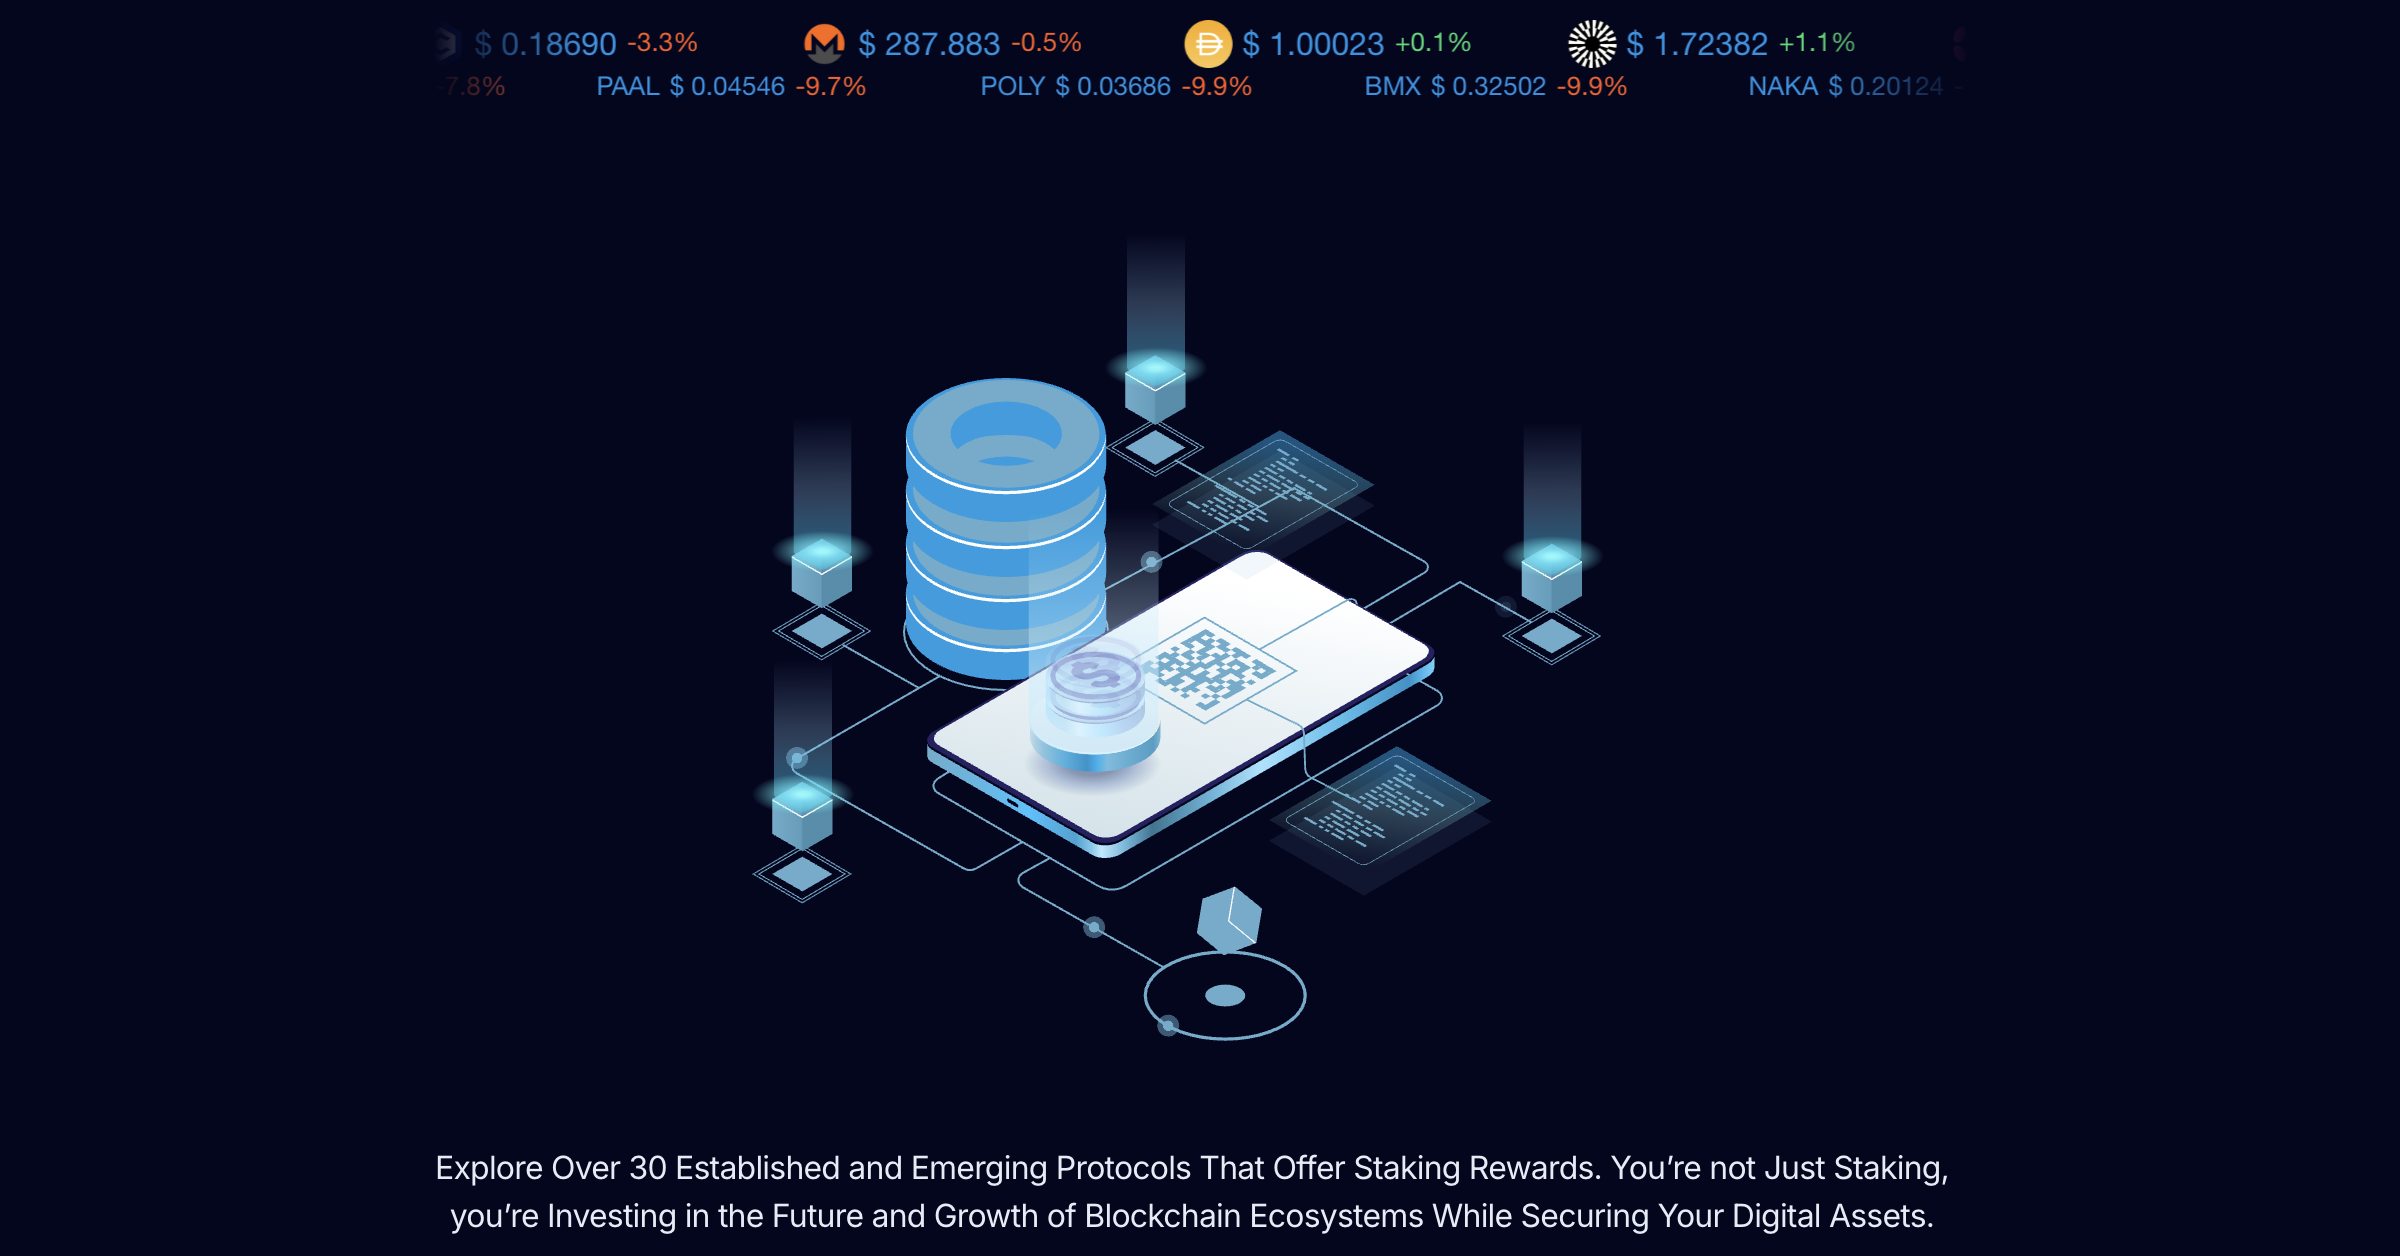 $ 0.18690 -3.3% $ 287.883 -0.5% $ 1.00023 +0.1% $ 1.72382 +1.1%
-7.8% PAAL $ 0.04546 -9.7% POLY $ 0.03686 -9.9% BMX $ 0.32502 -9.9% NAKA $ 0.20124 -
$
Explore Over 30 Established and Emerging Protocols That Offer Staking Rewards. You’re not Just Staking,
you’re Investing in the Future and Growth of Blockchain Ecosystems While Securing Your Digital Assets.